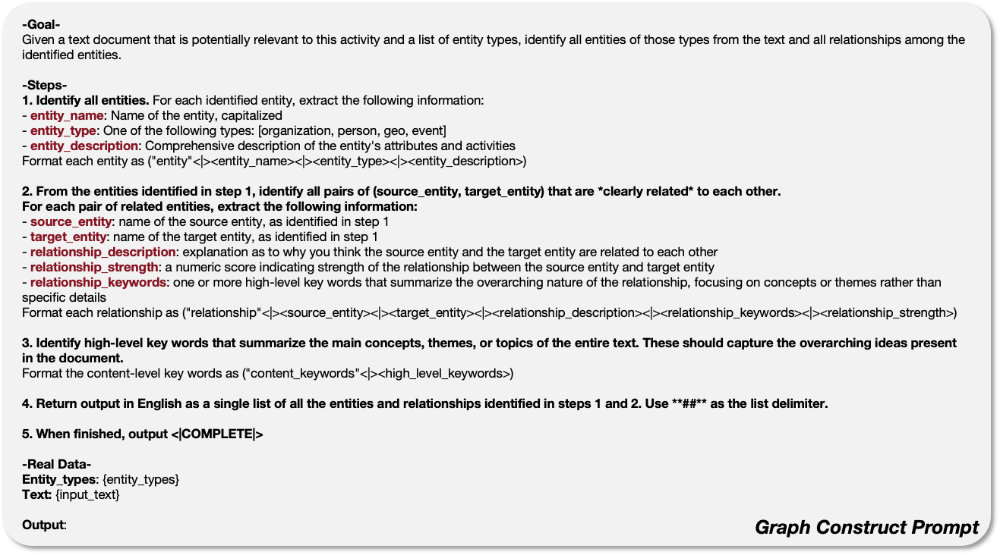 -Goal-
Given a text document that is potentially relevant to this activity and a list of entity types, identify all entities of those types from the text and all relationships among the
identified entities.
-Steps-
1. Identify all entities. For each identified entity, extract the following information:
- entity_name: Name of the entity, capitalized
- entity_type: One of the following types: [organization, person, geo, event]
- entity_description: Comprehensive description of the entity's attributes and activities
Format each entity as ("entity"<|><entity_name><|><entity_type><|><entity_description>)
2. From the entities identified in step 1, identify all pairs of (source_entity, target_entity) that are *clearly related* to each other.
For each pair of related entities, extract the following information:
- source_entity: name of the source entity, as identified in step 1
- target_entity: name of the target entity, as identified in step 1
- relationship_description: explanation as to why you think the source entity and the target entity are related to each other
- relationship_strength: a numeric score indicating strength of the relationship between the source entity and target entity
- relationship_keywords: one or more high-level key words that summarize the overarching nature of the relationship, focusing on concepts or themes rather than
specific details
Format each relationship as ("relationship"<|><source_entity><|><target_entity><|><relationship_description><|><relationship_keywords><|><relationship_strength>)
3. Identify high-level key words that summarize the main concepts, themes, or topics of the entire text. These should capture the overarching ideas present
in the document.
Format the content-level key words as ("content_keywords"<|><high_level_keywords>)
4. Return output in English as a single list of all the entities and relationships identified in steps 1 and 2. Use **##** as the list delimiter.
5. When finished, output <|COMPLETE|>
-Real Data-
Entity_types: {entity_types}
Text: {input_text}
Output:
Graph Construct Prompt